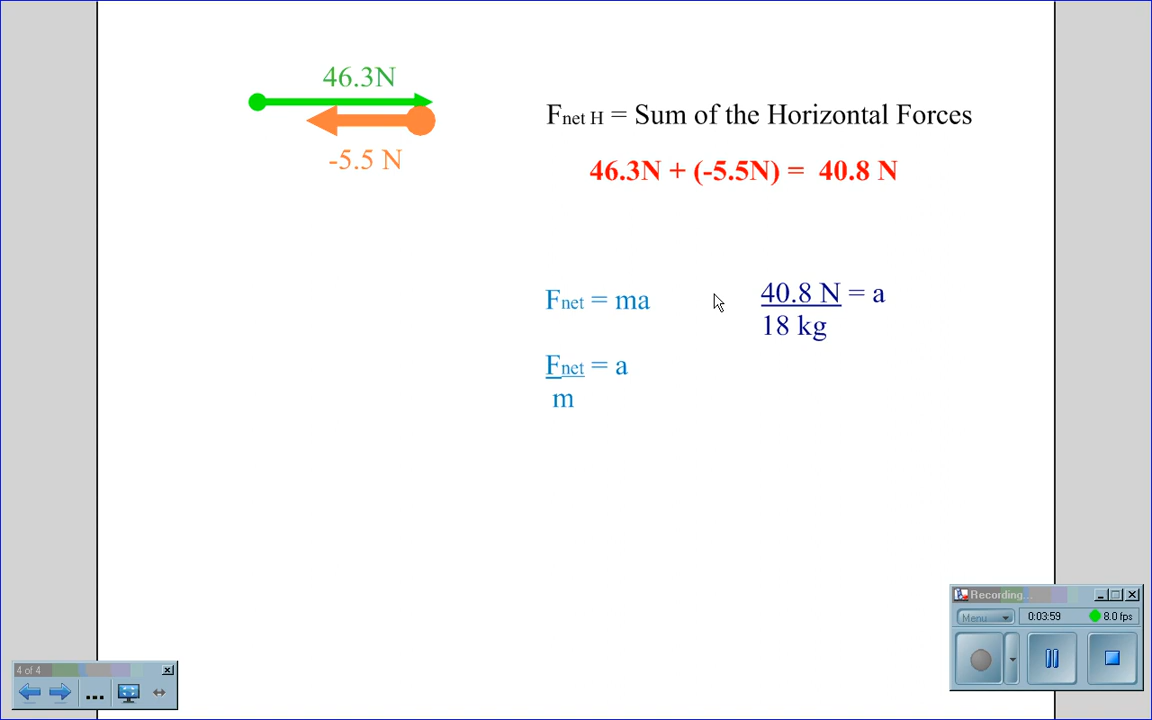 46.3N
-5.5 N
Fnet H = Sum of the Horizontal Forces
46.3N + (-5.5N) = 40.8 N
Fnet = ma
40.8 N = a
18 kg
Fnet = a
m
Recording...
Menu
0:03:59
8.0 fps
4 of 4
...